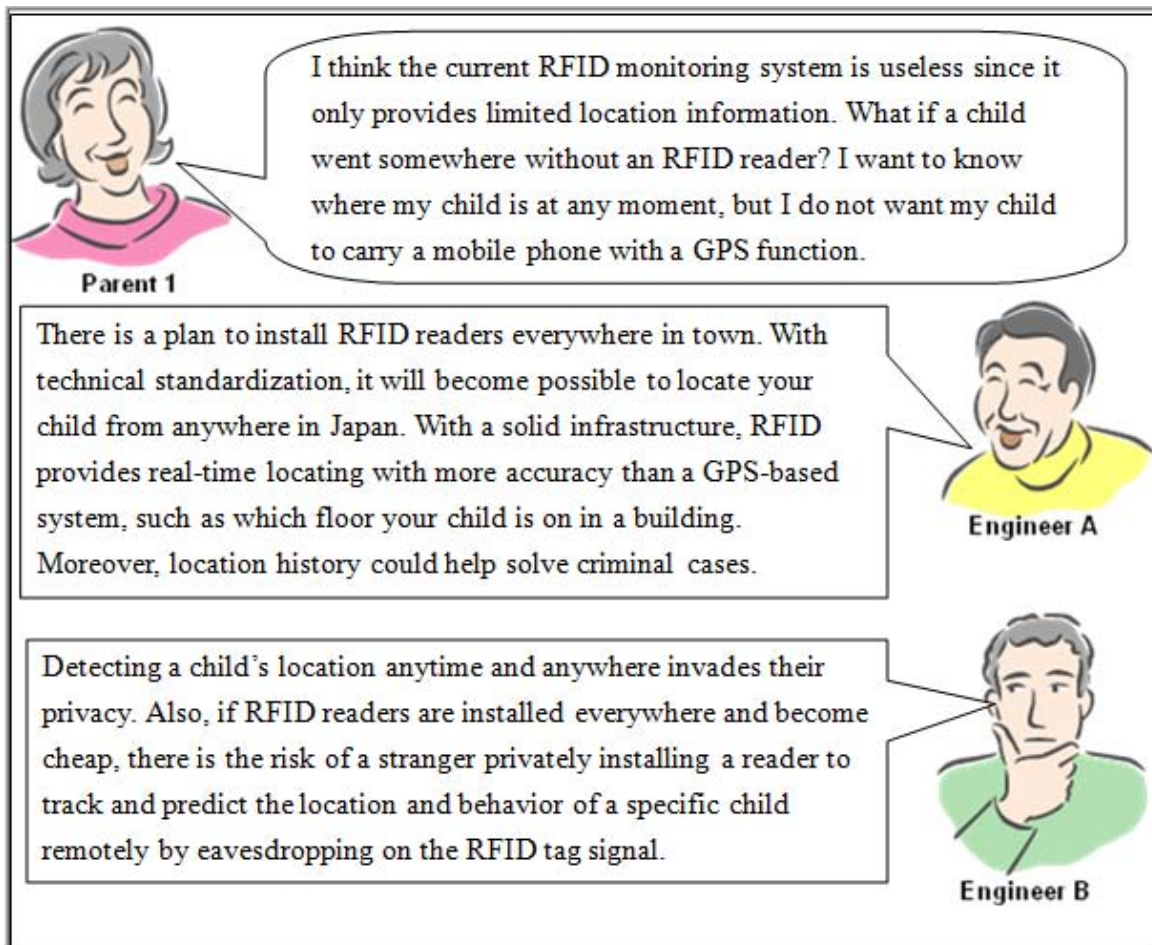 I think the current RFID monitoring system is useless since it
only provides limited location information. What if a child
went somewhere without an RFID reader? I want to know
where my child is at any moment, but I do not want my child
to carry a mobile phone with a GPS function.
Parent 1
There is a plan to install RFID readers everywhere in town. With
technical standardization, it will become possible to locate your
child from anywhere in Japan. With a solid infrastructure, RFID
provides real-time locating with more accuracy than a GPS-based
system, such as which floor your child is on in a building.
Moreover, location history could help solve criminal cases.
Engineer A
Detecting a child's location anytime and anywhere invades their
privacy. Also, if RFID readers are installed everywhere and become
cheap, there is the risk of a stranger privately installing a reader to
track and predict the location and behavior of a specific child
remotely by eavesdropping on the RFID tag signal.
Engineer B